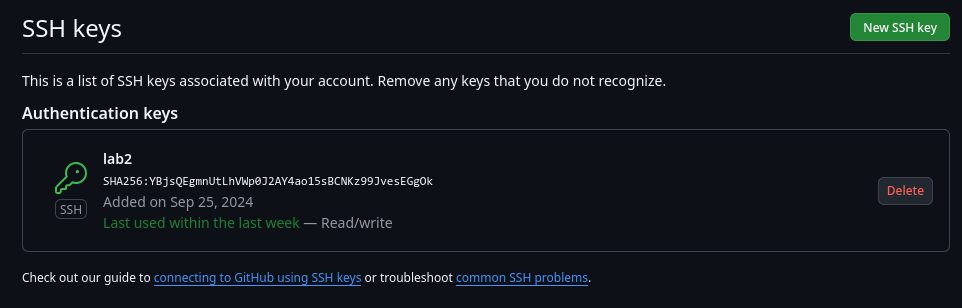 SSH keys
New SSH key
This is a list of SSH keys associated with your account. Remove any keys that you do not recognize.
Authentication keys
lab2
SHA256:YBjsQEgmnUtLhVWp0J2AY4ao15sBCNKz99JvesEGgOk
Added on Sep 25, 2024
Last used within the last week — Read/write
SSH
Delete
Check out our guide to connecting to GitHub using SSH keys or troubleshoot common SSH problems.